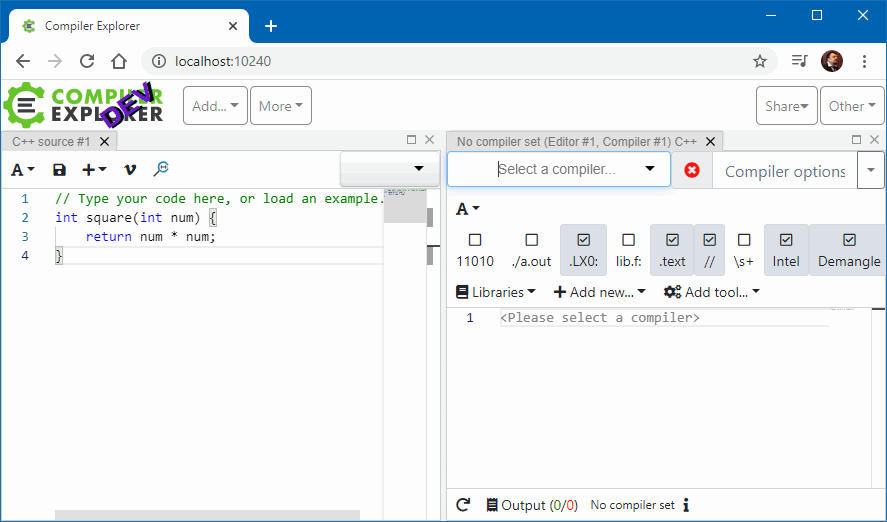 Compiler Explorer
localhost:10240
COMPILER
EXPLORER
DEV
Add...
More
Share
Other
C++ source #1
No compiler set (Editor #1, Compiler #1) C++
A
Select a compiler...
Compiler options
1 // Type your code here, or load an example.
2 int square(int num) {
3 return num * num;
4 }
A
11010 ./a.out .LX0: lib.f: .text // \s+ Intel Demangle
Libraries Add new... Add tool...
1 <Please select a compiler>
Output (0/0) No compiler set